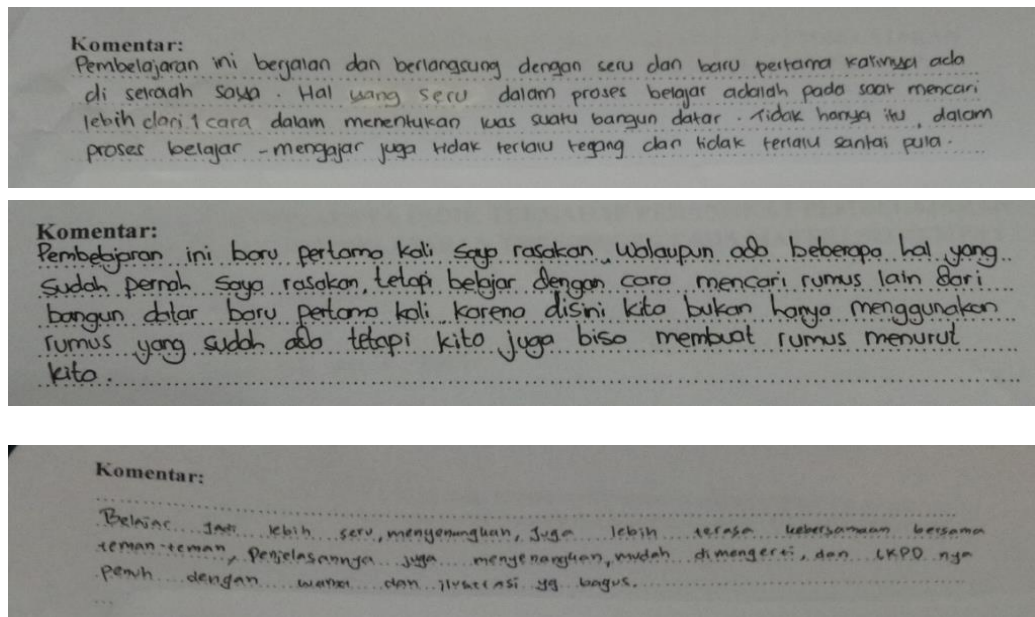 Komentar:
Pembelajaran ini berjalan dan berlangsung dengan seru dan baru pertama kalinya ada
di sekolah saya. Hal yang seru dalam proses belajar adalah pada saat mencari
lebih dari 1 cara dalam menentukan luas suatu bangun datar. Tidak hanya itu, dalam
proses belajar-mengajar juga tidak terlalu tegang dan tidak terlalu santai pula.
Komentar:
Pembelajaran ini baru pertama kali saya rasakan, walaupun ada beberapa hal yang
sudah pernah saya rasakan, tetapi belajar dengan cara mencari rumus lain dari
bangun datar baru pertama kali karena disini kita bukan hanya menggunakan
rumus yang sudah ada tetapi kita juga bisa membuat rumus menurut
kita.
Komentar:
Belajar jadi lebih seru, menyenangkan, juga lebih terasa kebersamaan bersama
teman-teman, Penjelasannya juga menyenangkan, mudah dimengerti, dan LKPD nya
penuh dengan warna dan ilustrasi yg bagus.